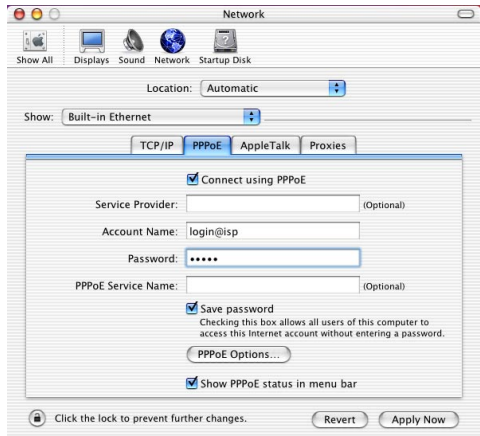 Network
Show All Displays Sound Network Startup Disk
Location: Automatic
Show: Built-in Ethernet
TCP/IP PPPoE AppleTalk Proxies
Connect using PPPoE
Service Provider: (Optional)
Account Name: login@isp
Password: •••••
PPPoE Service Name: (Optional)
Save password
Checking this box allows all users of this computer to
access this Internet account without entering a password.
PPPoE Options...
Show PPPoE status in menu bar
Click the lock to prevent further changes. Revert Apply Now